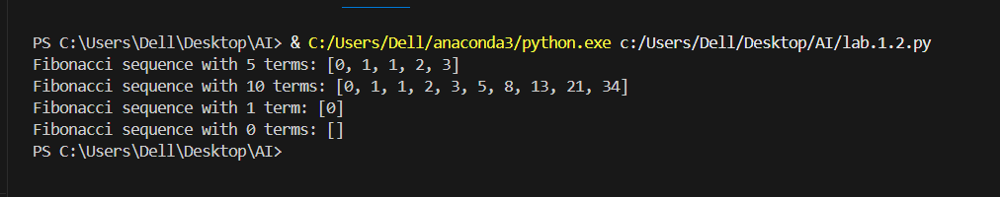 PS C:\Users\Dell\Desktop\AI> & C:/Users/Dell/anaconda3/python.exe c:/Users/Dell/Desktop/AI/lab.1.2.py
Fibonacci sequence with 5 terms: [0, 1, 1, 2, 3]
Fibonacci sequence with 10 terms: [0, 1, 1, 2, 3, 5, 8, 13, 21, 34]
Fibonacci sequence with 1 term: [0]
Fibonacci sequence with 0 terms: []
PS C:\Users\Dell\Desktop\AI>